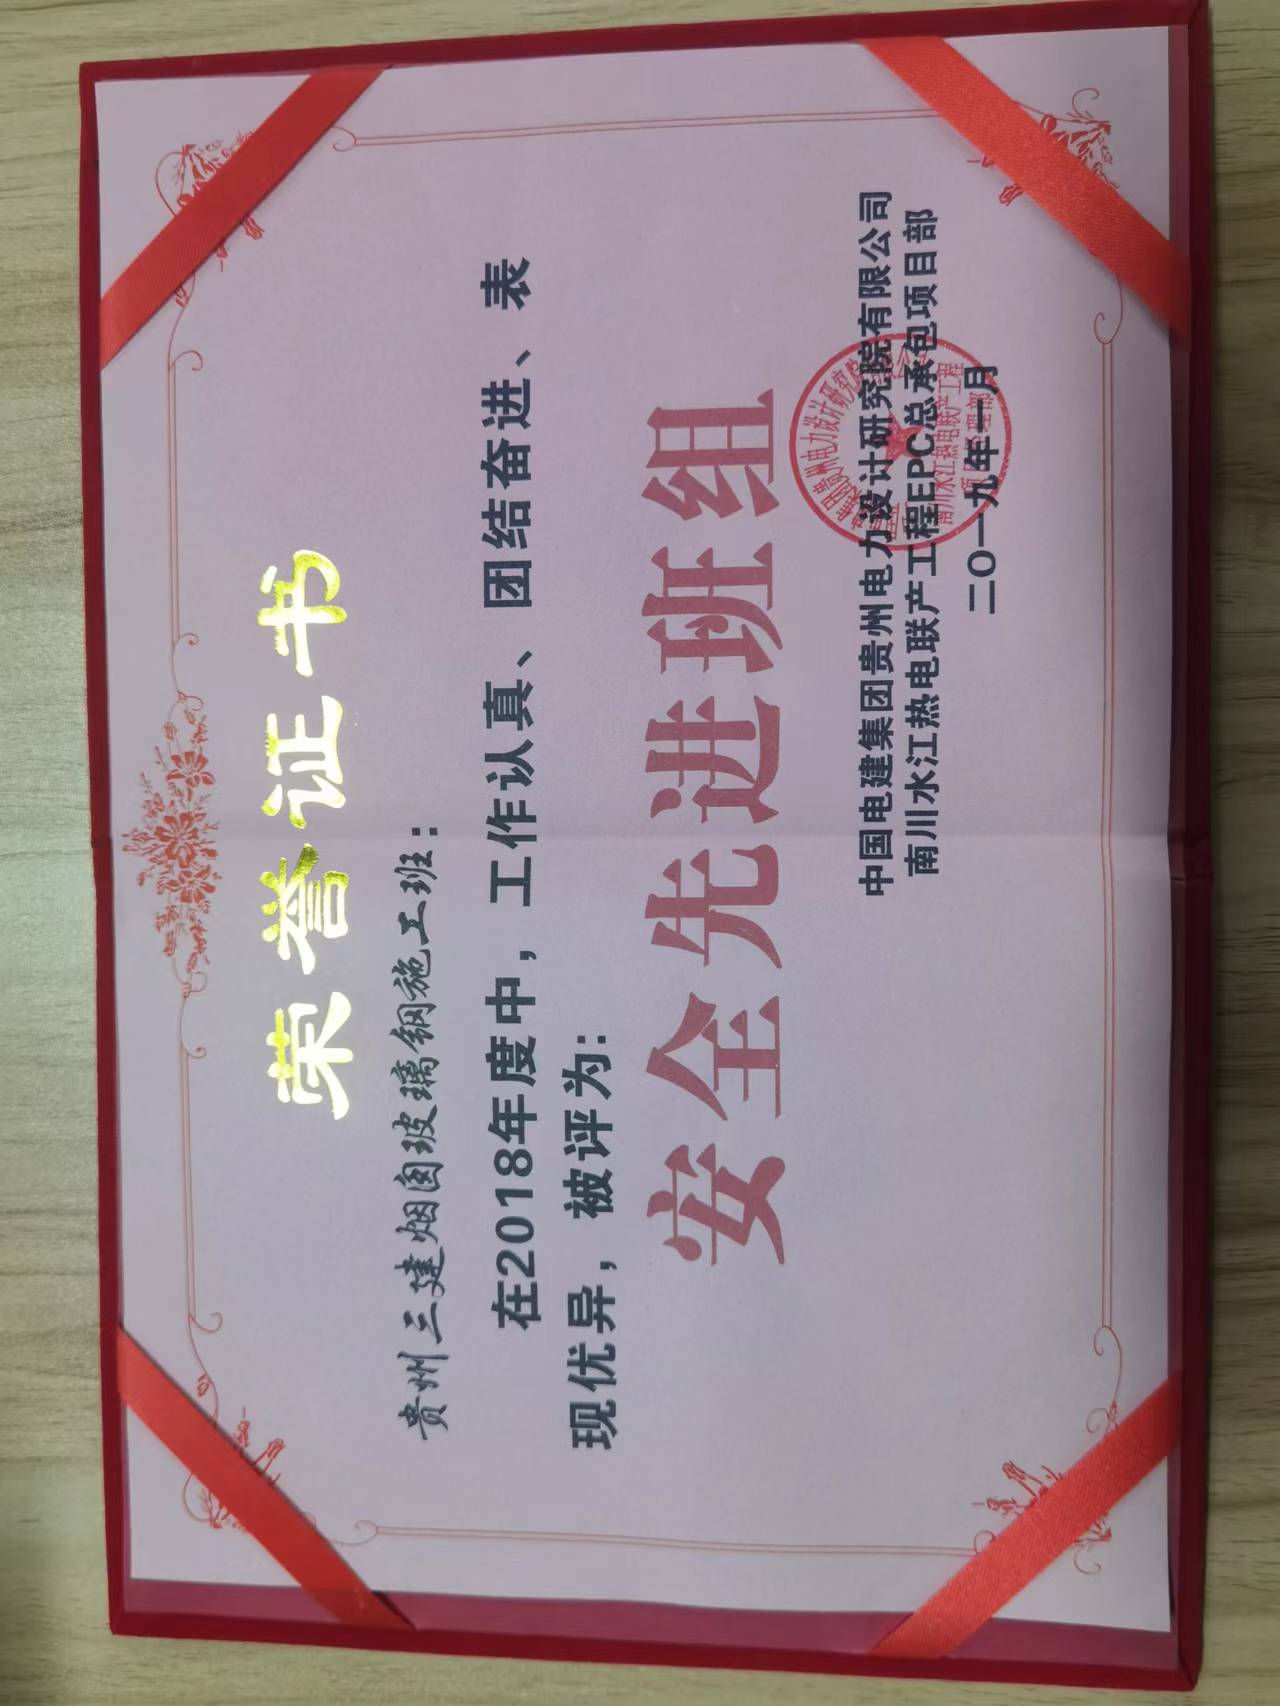 荣誉证书
贵州三建烟囱玻璃钢施工班：
在2018年度中，工作认真、团结奋进、表
现优异，被评为：
安全先进班组
中国电建集团贵州电力设计研究院有限公司
南川水江热电联产工程EPC总承包项目部
二〇一九年一月